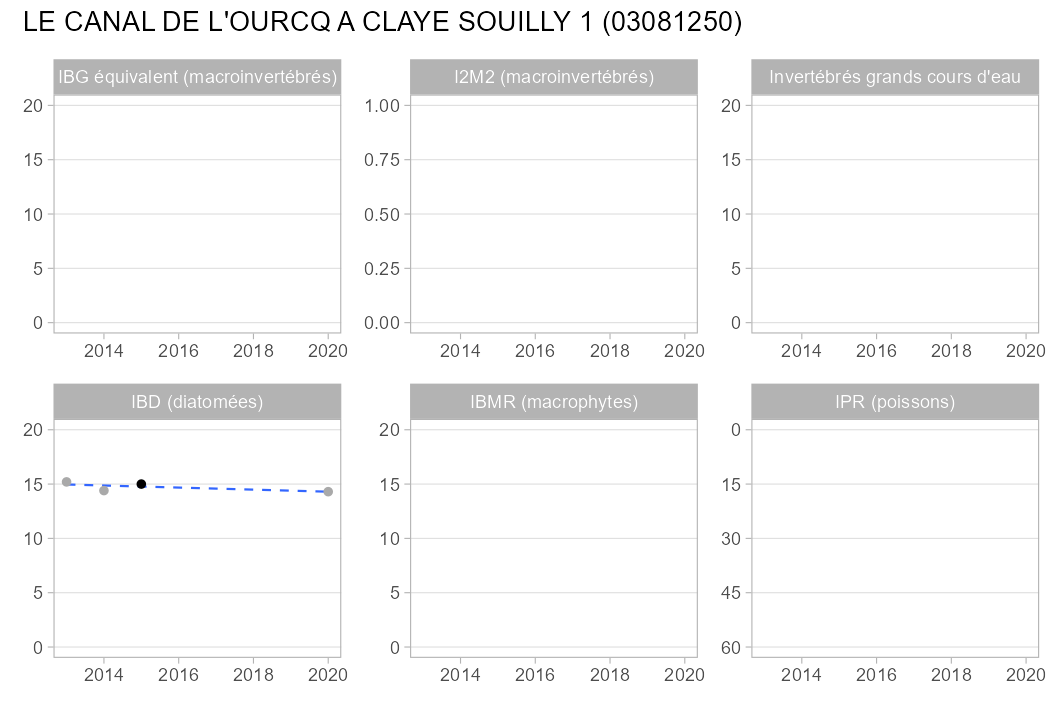 LE CANAL DE L'OURCQ A CLAYE SOUILLY 1 (03081250)
IBG équivalent (macroinvertébrés)
20
15
10
5
0
2014 2016 2018 2020
I2M2 (macroinvertébrés)
1.00
0.75
0.50
0.25
0.00
2014 2016 2018 2020
Invertébrés grands cours d'eau
20
15
10
5
0
2014 2016 2018 2020
IBD (diatomées)
20
15
10
5
0
2014 2016 2018 2020
IBMR (macrophytes)
20
15
10
5
0
2014 2016 2018 2020
IPR (poissons)
0
15
30
45
60
2014 2016 2018 2020